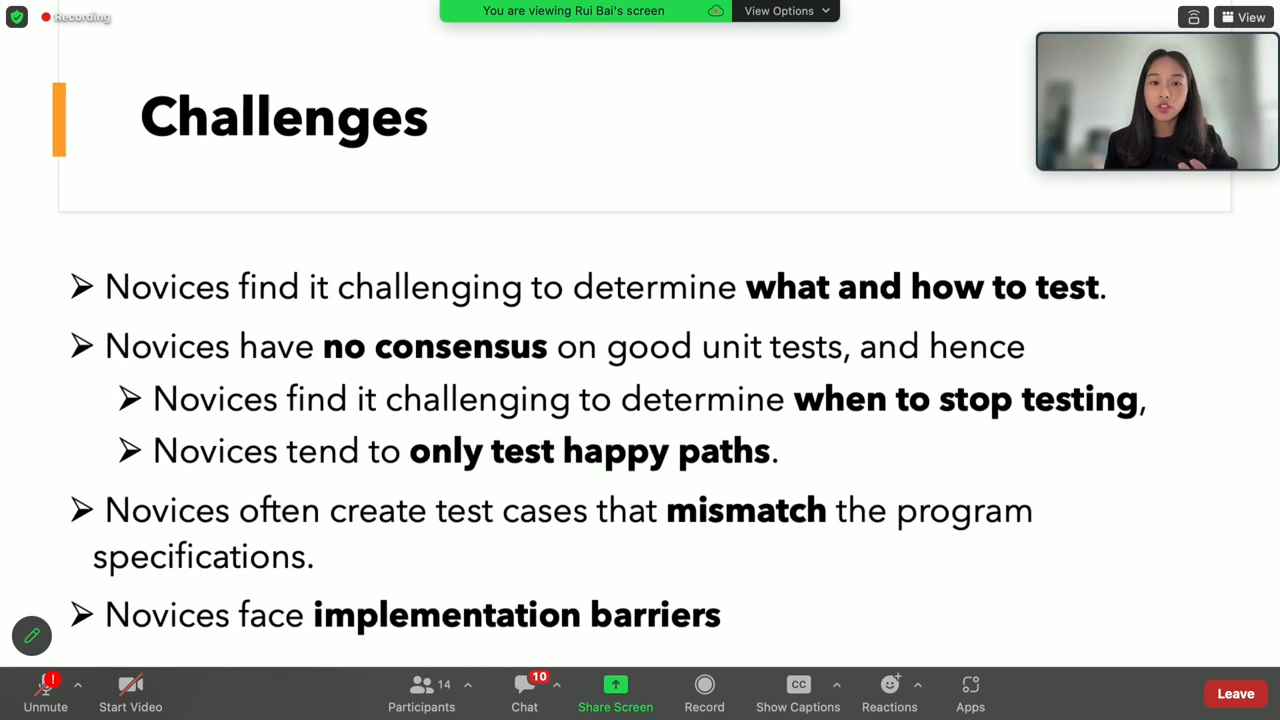 Recording
You are viewing Rui Bai's screen
View Options
View
Challenges
Novices find it challenging to determine what and how to test.
Novices have no consensus on good unit tests, and hence
Novices find it challenging to determine when to stop testing,
Novices tend to only test happy paths.
Novices often create test cases that mismatch the program
specifications.
Novices face implementation barriers
!
14
10
CC
Unmute
Start Video
Participants
Chat
Share Screen
Record
Show Captions
Reactions
Apps
Leave